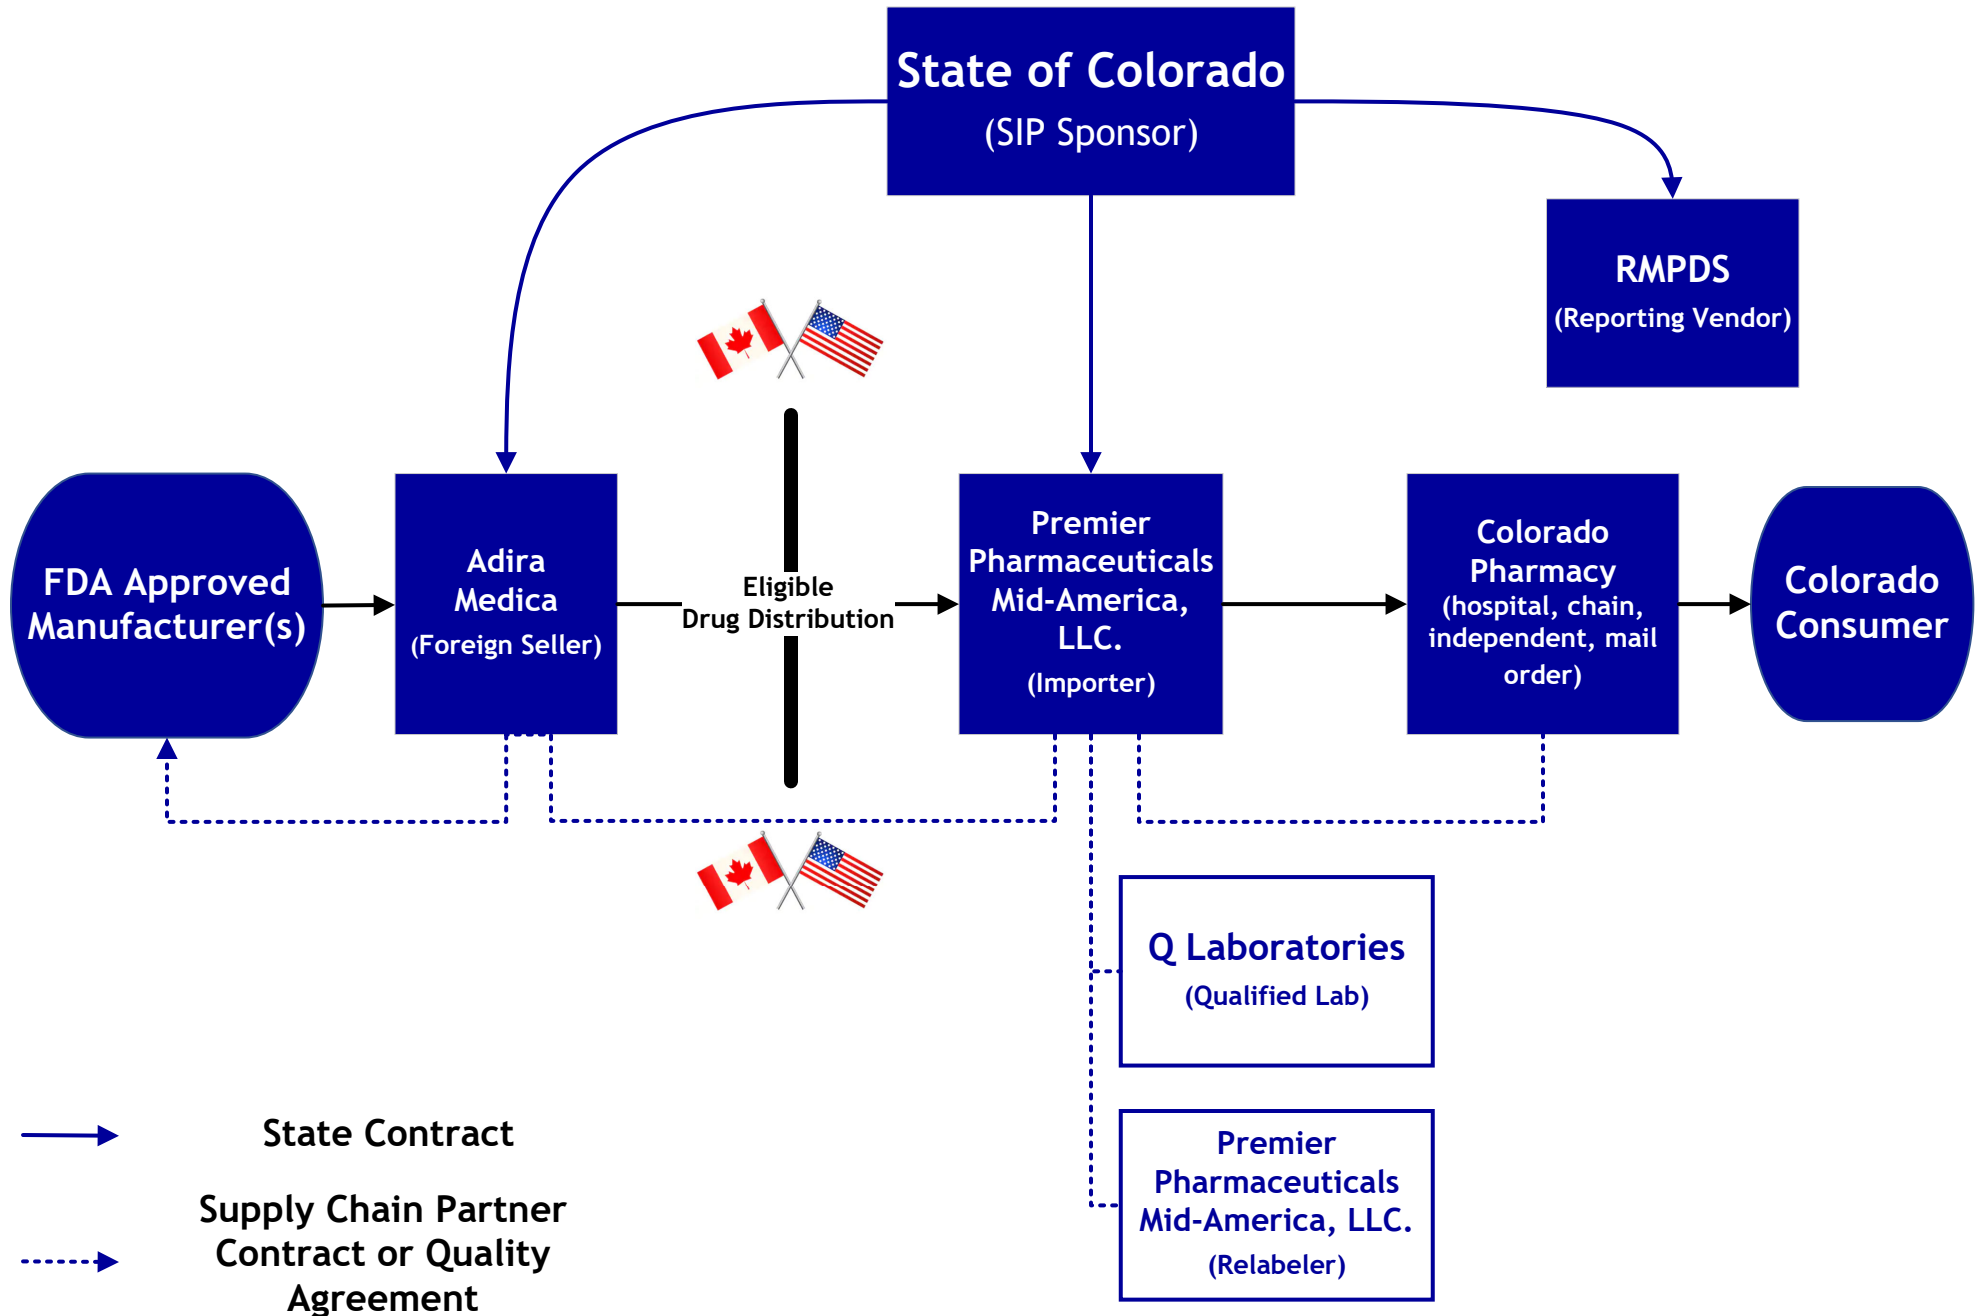 State of Colorado
(SIP Sponsor)
RMPDS
(Reporting Vendor)
FDA Approved
Manufacturer(s)
Adira
Medica
(Foreign Seller)
Eligible
Drug Distribution
Premier
Pharmaceuticals
Mid-America,
LLC.
(Importer)
Colorado
Pharmacy
(hospital, chain,
independent, mail
order)
Colorado
Consumer
Q Laboratories
(Qualified Lab)
Premier
Pharmaceuticals
Mid-America, LLC.
(Relabeler)
State Contract
Supply Chain Partner
Contract or Quality
Agreement